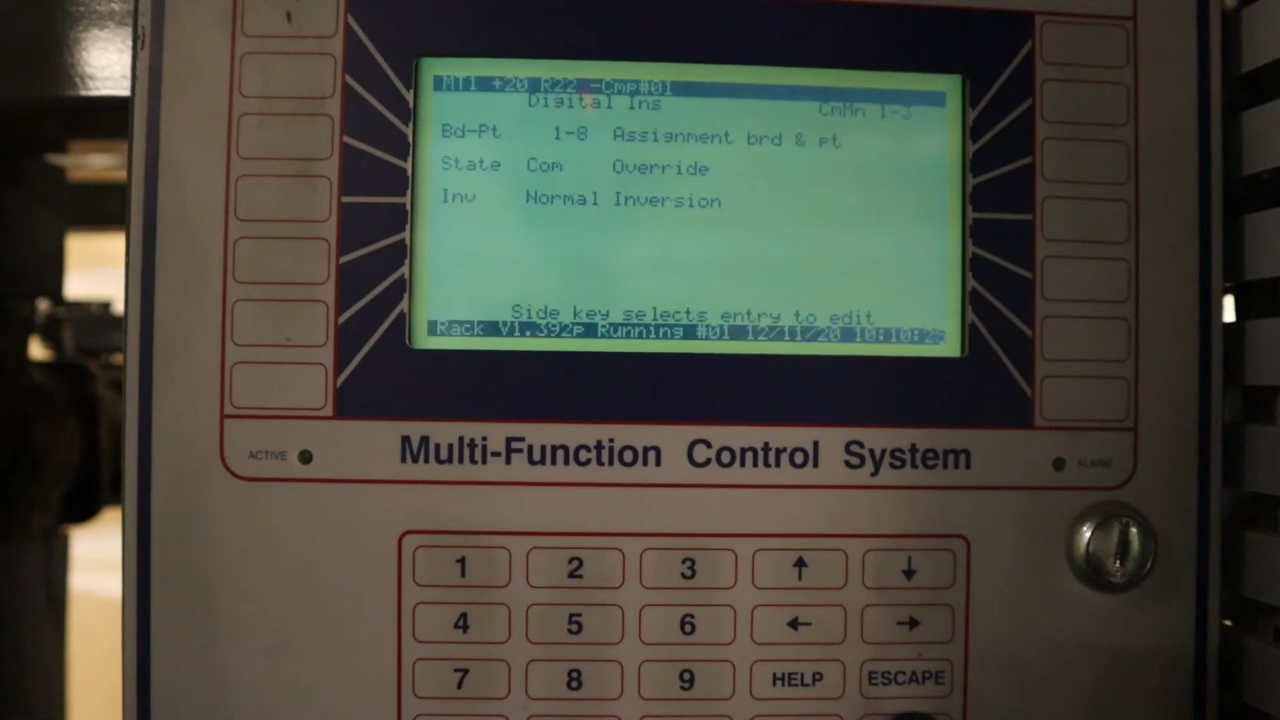 MT1 +20 R22 -Cmp#01
Digital Ins CmMn 1-3
Bd-Pt 1-8 Assignment brd & pt
State Com Override
Inv Normal Inversion
Side key selects entry to edit
Rack V1.392p Running #01 12/11/20 10:10:25
ACTIVE
Multi-Function Control System
ALARM
1 2 3 ↑ ↓
4 5 6 ← →
7 8 9 HELP ESCAPE